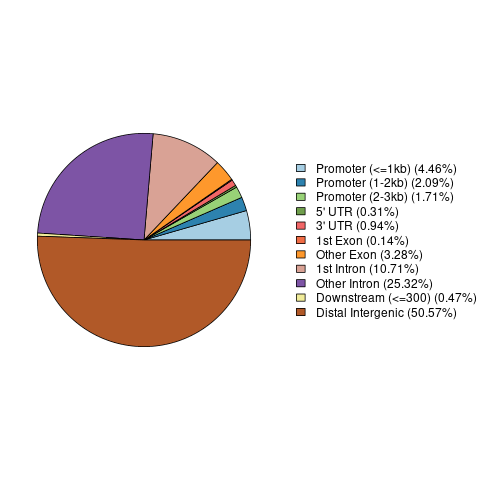 Promoter (<=1kb) (4.46%)
Promoter (1-2kb) (2.09%)
Promoter (2-3kb) (1.71%)
5' UTR (0.31%)
3' UTR (0.94%)
1st Exon (0.14%)
Other Exon (3.28%)
1st Intron (10.71%)
Other Intron (25.32%)
Downstream (<=300) (0.47%)
Distal Intergenic (50.57%)